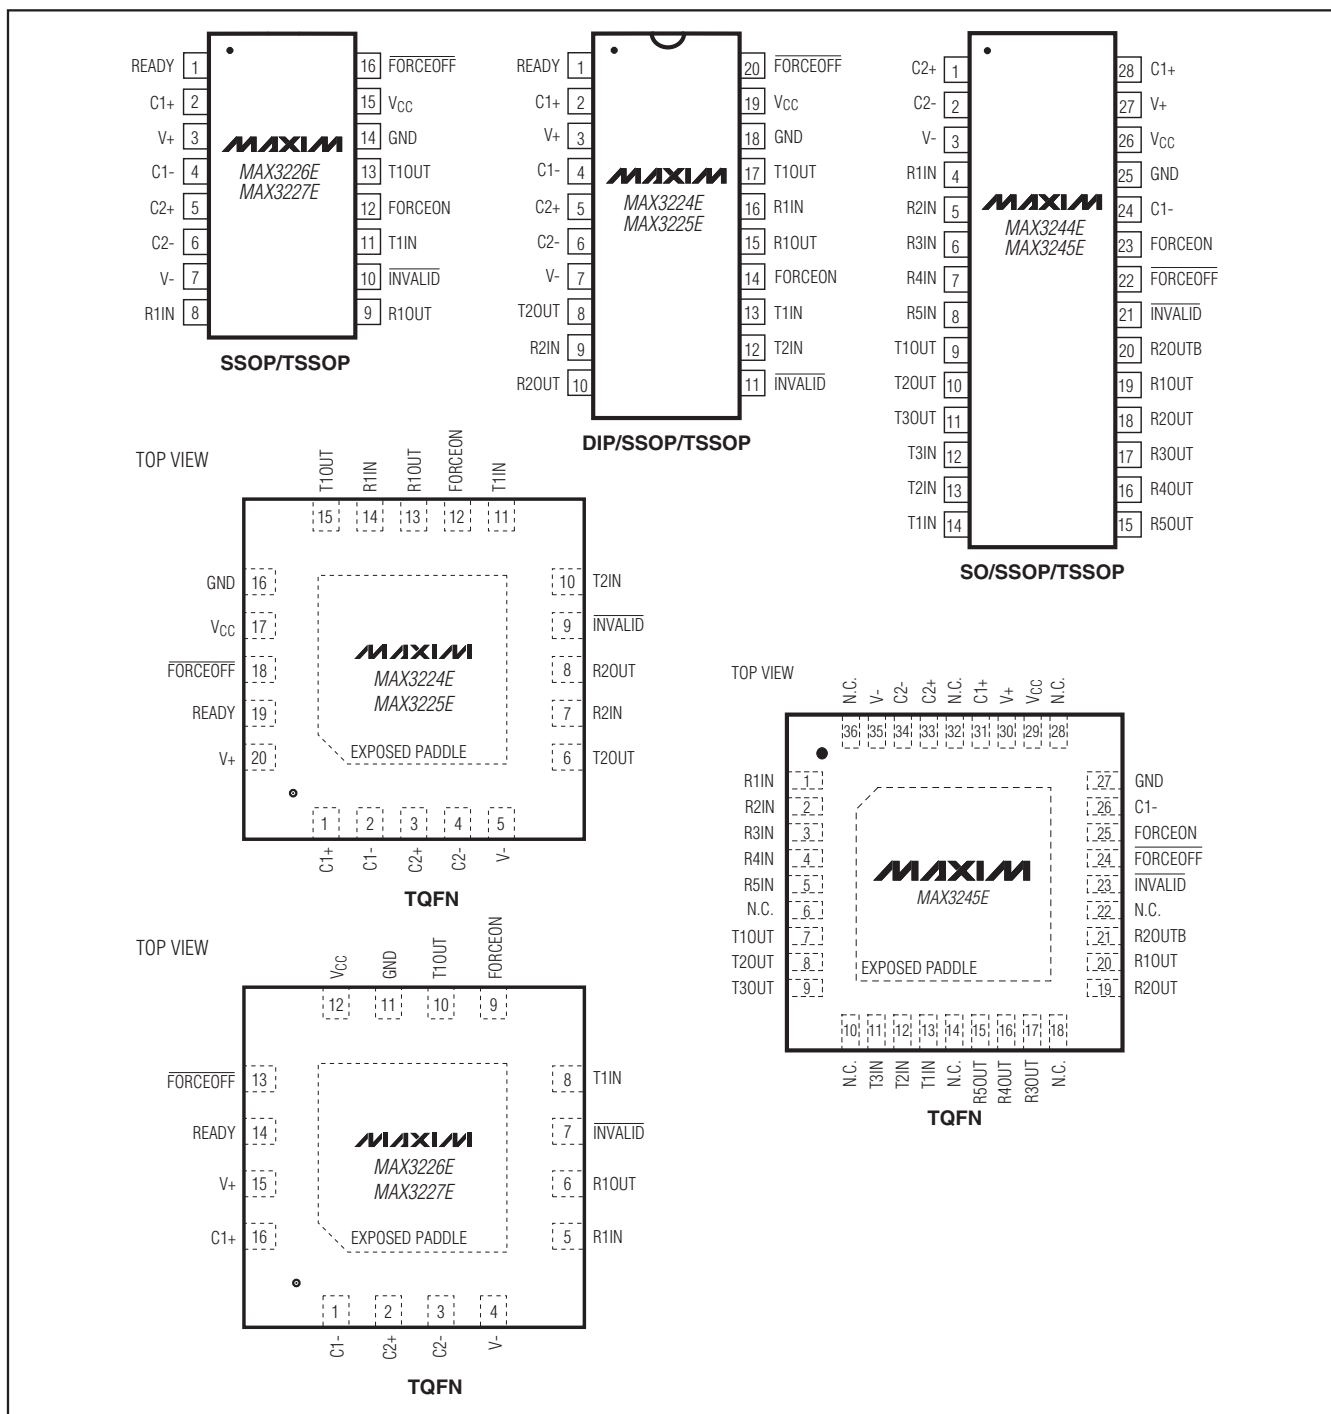 READY 1
C1+ 2
V+ 3
C1- 4
C2+ 5
C2- 6
V- 7
R1IN 8
16 FORCEOFF
15 VCC
14 GND
13 T1OUT
12 FORCEON
11 T1IN
10 INVALID
9 R1OUT
MAXIM
MAX3226E
MAX3227E
SSOP/TSSOP
READY 1
C1+ 2
V+ 3
C1- 4
C2+ 5
C2- 6
V- 7
T2OUT 8
R2IN 9
R2OUT 10
20 FORCEOFF
19 VCC
18 GND
17 T1OUT
16 R1IN
15 R1OUT
14 FORCEON
13 T1IN
12 T2IN
11 INVALID
MAXIM
MAX3224E
MAX3225E
DIP/SSOP/TSSOP
C2+ 1
C2- 2
V- 3
R1IN 4
R2IN 5
R3IN 6
R4IN 7
R5IN 8
T1OUT 9
T2OUT 10
T3OUT 11
T3IN 12
T2IN 13
T1IN 14
28 C1+
27 V+
26 VCC
25 GND
24 C1-
23 FORCEON
22 FORCEOFF
21 INVALID
20 R2OUTB
19 R1OUT
18 R2OUT
17 R3OUT
16 R4OUT
15 R5OUT
MAXIM
MAX3244E
MAX3245E
SO/SSOP/TSSOP
TOP VIEW
T1OUT R1IN R1OUT FORCEON T1IN
15 14 13 12 11
GND 16
VCC 17
FORCEOFF 18
READY 19
V+ 20
10 T2IN
9 INVALID
8 R2OUT
7 R2IN
6 T2OUT
MAXIM
MAX3224E
MAX3225E
EXPOSED PADDLE
1 2 3 4 5
C1+ C1- C2+ C2- V-
TQFN
TOP VIEW
N.C. V- C2- C2+ N.C. C1+ V+ VCC N.C.
36 35 34 33 32 31 30 29 28
R1IN 1
R2IN 2
R3IN 3
R4IN 4
R5IN 5
N.C. 6
T1OUT 7
T2OUT 8
T3OUT 9
27 GND
26 C1-
25 FORCEON
24 FORCEOFF
23 INVALID
22 N.C.
21 R2OUTB
20 R1OUT
19 R2OUT
MAXIM
MAX3245E
EXPOSED PADDLE
10 11 12 13 14 15 16 17 18
N.C. T3IN T2IN T1IN N.C. R5OUT R4OUT R3OUT N.C.
TQFN
TOP VIEW
VCC GND T1OUT FORCEON
12 11 10 9
FORCEOFF 13
READY 14
V+ 15
C1+ 16
8 T1IN
7 INVALID
6 R1OUT
5 R1IN
MAXIM
MAX3226E
MAX3227E
EXPOSED PADDLE
1 2 3 4
C1- C2+ C2- V-
TQFN